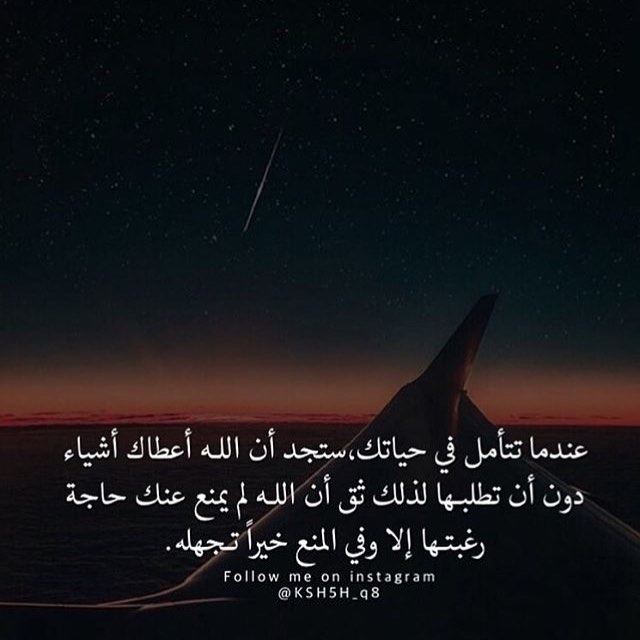 عندما تتأمل في حياتك،ستجد أن الله أعطاك أشياء
دون أن تطلبها لذلك ثق أن الله لم يمنع عنك حاجة
رغبتها إلا وفي المنع خيراً تجهله.
Follow me on instagram
@KSH5H_q8